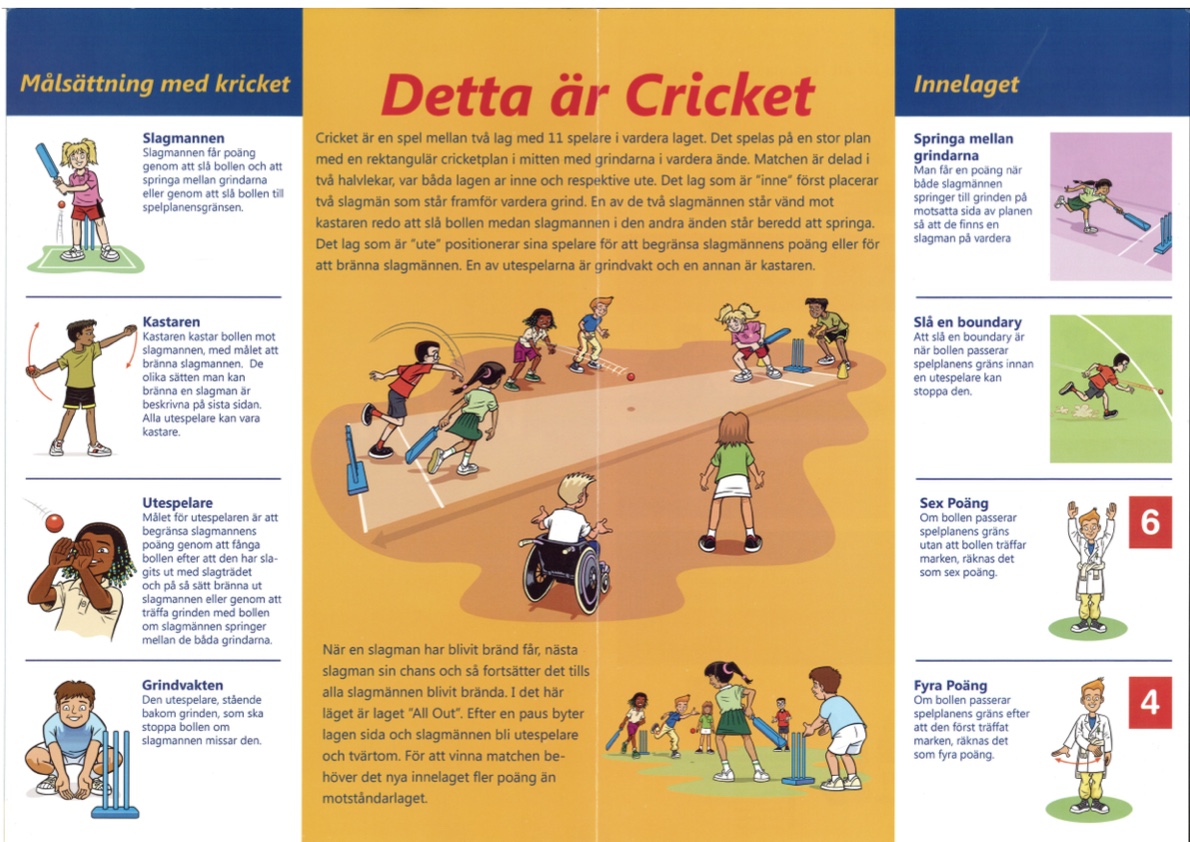 Målsättning med kricket
Slagmannen
Slagmannen får poäng
genom att slå bollen och att
springa mellan grindarna
eller genom att slå bollen till
spelplanensgränsen.
Kastaren
Kastaren kastar bollen mot
slagmannen, med målet att
bränna slagmannen. De
olika sätten man kan
bränna en slagman är
beskrivna på sista sidan.
Alla utespelare kan vara
kastare.
Utespelare
Målet för utespelaren är att
begränsa slagmannens
poäng genom att fånga
bollen efter att den har sla-
gits ut med slagträdet
och på så sätt bränna ut
slagmannen eller genom att
träffa grinden med bollen
om slagmännen springer
mellan de båda grindarna.
Grindvakten
Den utespelare, stående
bakom grinden, som ska
stoppa bollen om
slagmannen missar den.
Detta är Cricket
Cricket är en spel mellan två lag med 11 spelare i vardera laget. Det spelas på en stor plan
med en rektangulär cricketplan i mitten med grindarna i vardera ände. Matchen är delad i
två halvlekar, var båda lagen ar inne och respektive ute. Det lag som är "inne" först placerar
två slagmän som står framför vardera grind. En av de två slagmännen står vänd mot
kastaren redo att slå bollen medan slagmannen i den andra änden står beredd att springa.
Det lag som är "ute" positionerar sina spelare för att begränsa slagmännens poäng eller för
att bränna slagmännen. En av utespelarna är grindvakt och en annan är kastaren.
När en slagman har blivit bränd får, nästa
slagman sin chans och så fortsätter det tills
alla slagmännen blivit brända. I det här
läget är laget "All Out". Efter en paus byter
lagen sida och slagmännen bli utespelare
och tvärtom. För att vinna matchen be-
höver det nya innelaget fler poäng än
motståndarlaget.
Innelaget
Springa mellan
grindarna
Man får en poäng när
både slagmännen
springer till grinden på
motsatta sida av planen
så att de finns en
slagman på vardera
Slå en boundary
Att slå en boundary är
när bollen passerar
spelplanens gräns innan
en utespelare kan
stoppa den.
Sex Poäng
Om bollen passerar
spelplanens gräns
utan att bollen träffar
marken, räknas det
som sex poäng.
6
Fyra Poäng
Om bollen passerar
spelplanens gräns efter
att den först träffat
marken, räknas det
som fyra poäng.
4